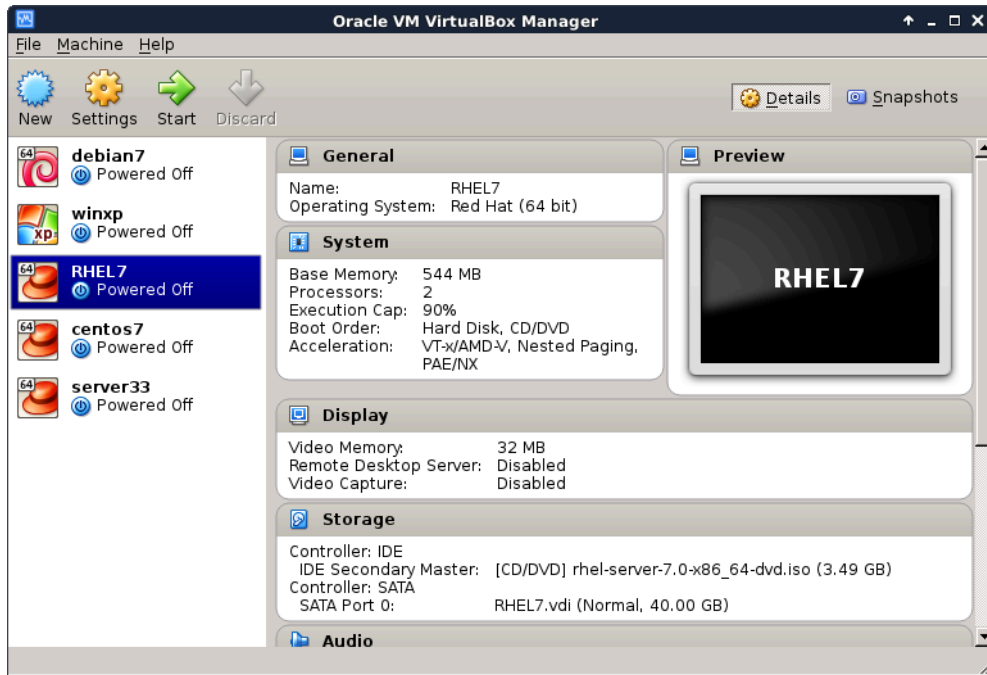 Oracle VM VirtualBox Manager
File Machine Help
New Settings Start Discard
Details Snapshots
64 debian7
Powered Off
xp winxp
Powered Off
64 RHEL7
Powered Off
64 centos7
Powered Off
64 server33
Powered Off
General
Name: RHEL7
Operating System: Red Hat (64 bit)
System
Base Memory: 544 MB
Processors: 2
Execution Cap: 90%
Boot Order: Hard Disk, CD/DVD
Acceleration: VT-x/AMD-V, Nested Paging,
PAE/NX
Preview
RHEL7
Display
Video Memory: 32 MB
Remote Desktop Server: Disabled
Video Capture: Disabled
Storage
Controller: IDE
IDE Secondary Master: [CD/DVD] rhel-server-7.0-x86_64-dvd.iso (3.49 GB)
Controller: SATA
SATA Port 0: RHEL7.vdi (Normal, 40.00 GB)
Audio